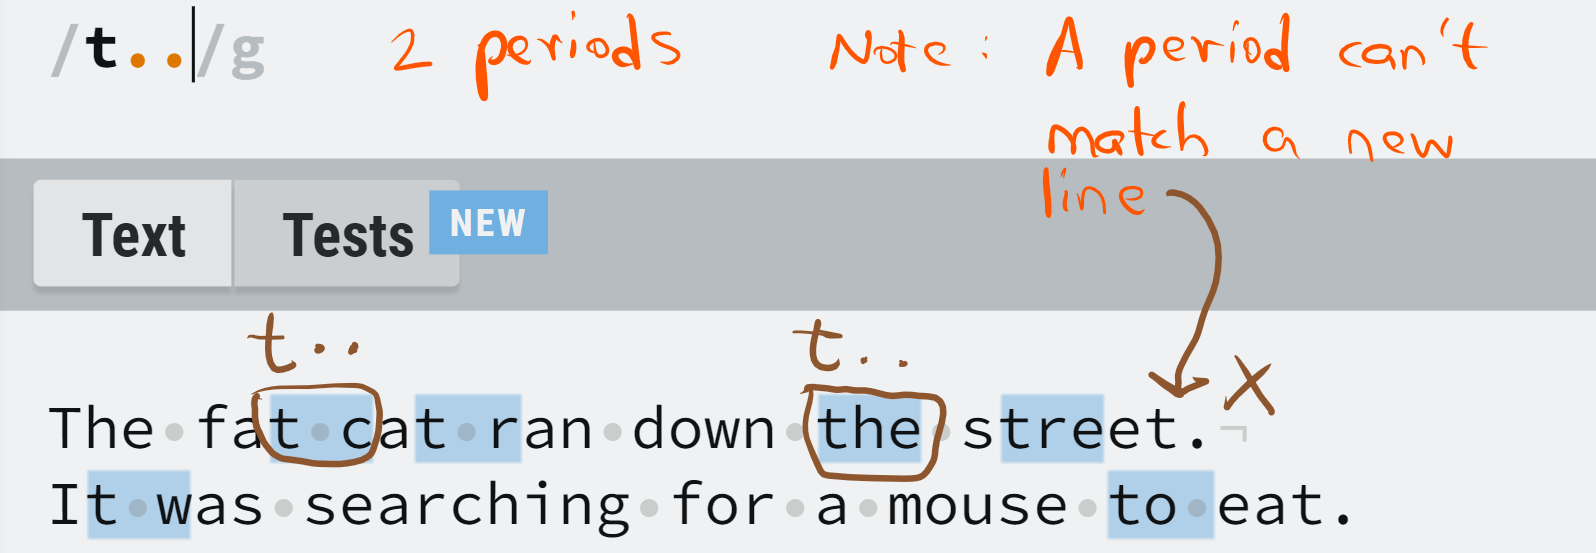 /t..|/g 2 periods Note: A period can't
match a new
line
Text Tests NEW
t.. t..
The·fat·cat·ran·down·the·street.¬ X
It·was·searching·for·a·mouse·to·eat.